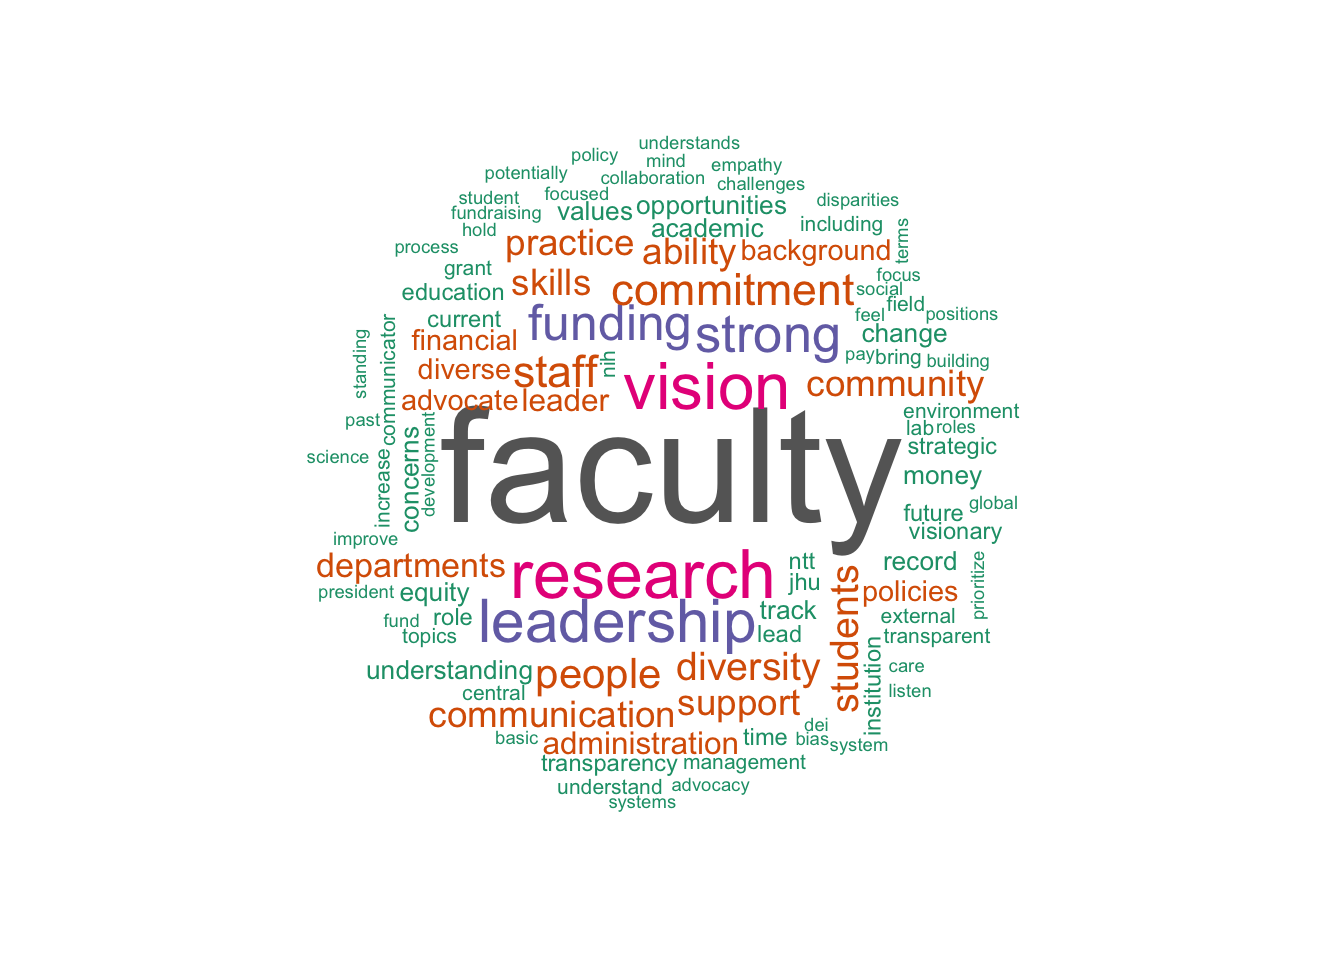 understands
policy
mind
empathy
potentially
collaboration
challenges
student
focused
disparities
fundraising
values
opportunities
hold
academic
including
process
practice
ability
background
terms
grant
focus
education
skills
commitment
social
current
funding
strong
feel
field
positions
financial
change
standing
communicator
diverse
staff
nih
vision
pay
bring
building
community
advocate
leader
past
faculty
environment
lab
roles
strategic
science
increase
concerns
development
money
global
future
visionary
improve
departments
research
ntt
record
prioritize
president
equity
jhu
students
policies
fund
role
leadership
track
external
topics
lead
transparent
understanding
people
diversity
institution
care
central
support
listen
communication
dei
basic
administration
time
bias
system
transparency
management
understand
advocacy
systems